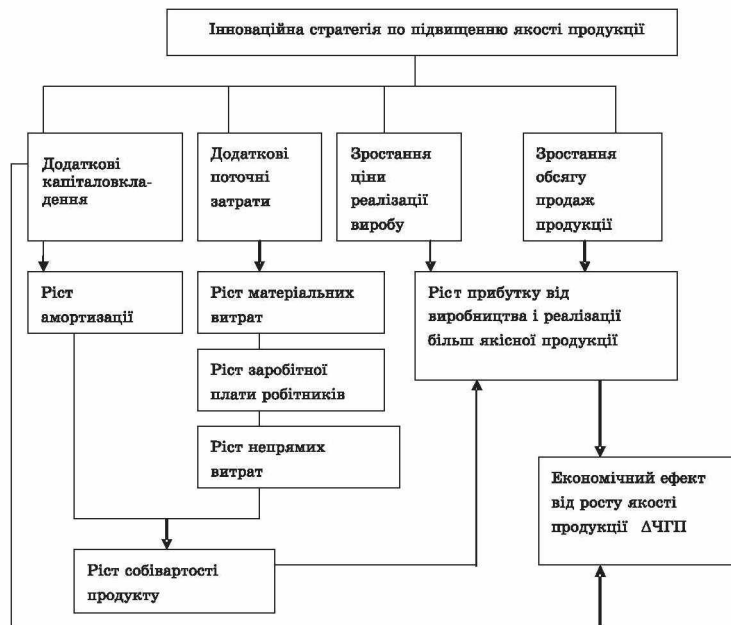 Інноваційна стратегія по підвищенню якості продукції
Додаткові
капіталовкла-
дення
Додаткові
поточні
затрати
Зростання
ціни
реалізації
виробу
Зростання
обсягу
продаж
продукції
Ріст
амортизації
Ріст матеріальних
витрат
Ріст прибутку від
виробництва і реалізації
більш якісної продукції
Ріст заробітної
плати робітників
Ріст непрямих
витрат
Економічний ефект
від росту якості
продукції ΔЧГП
Ріст собівартості
продукту